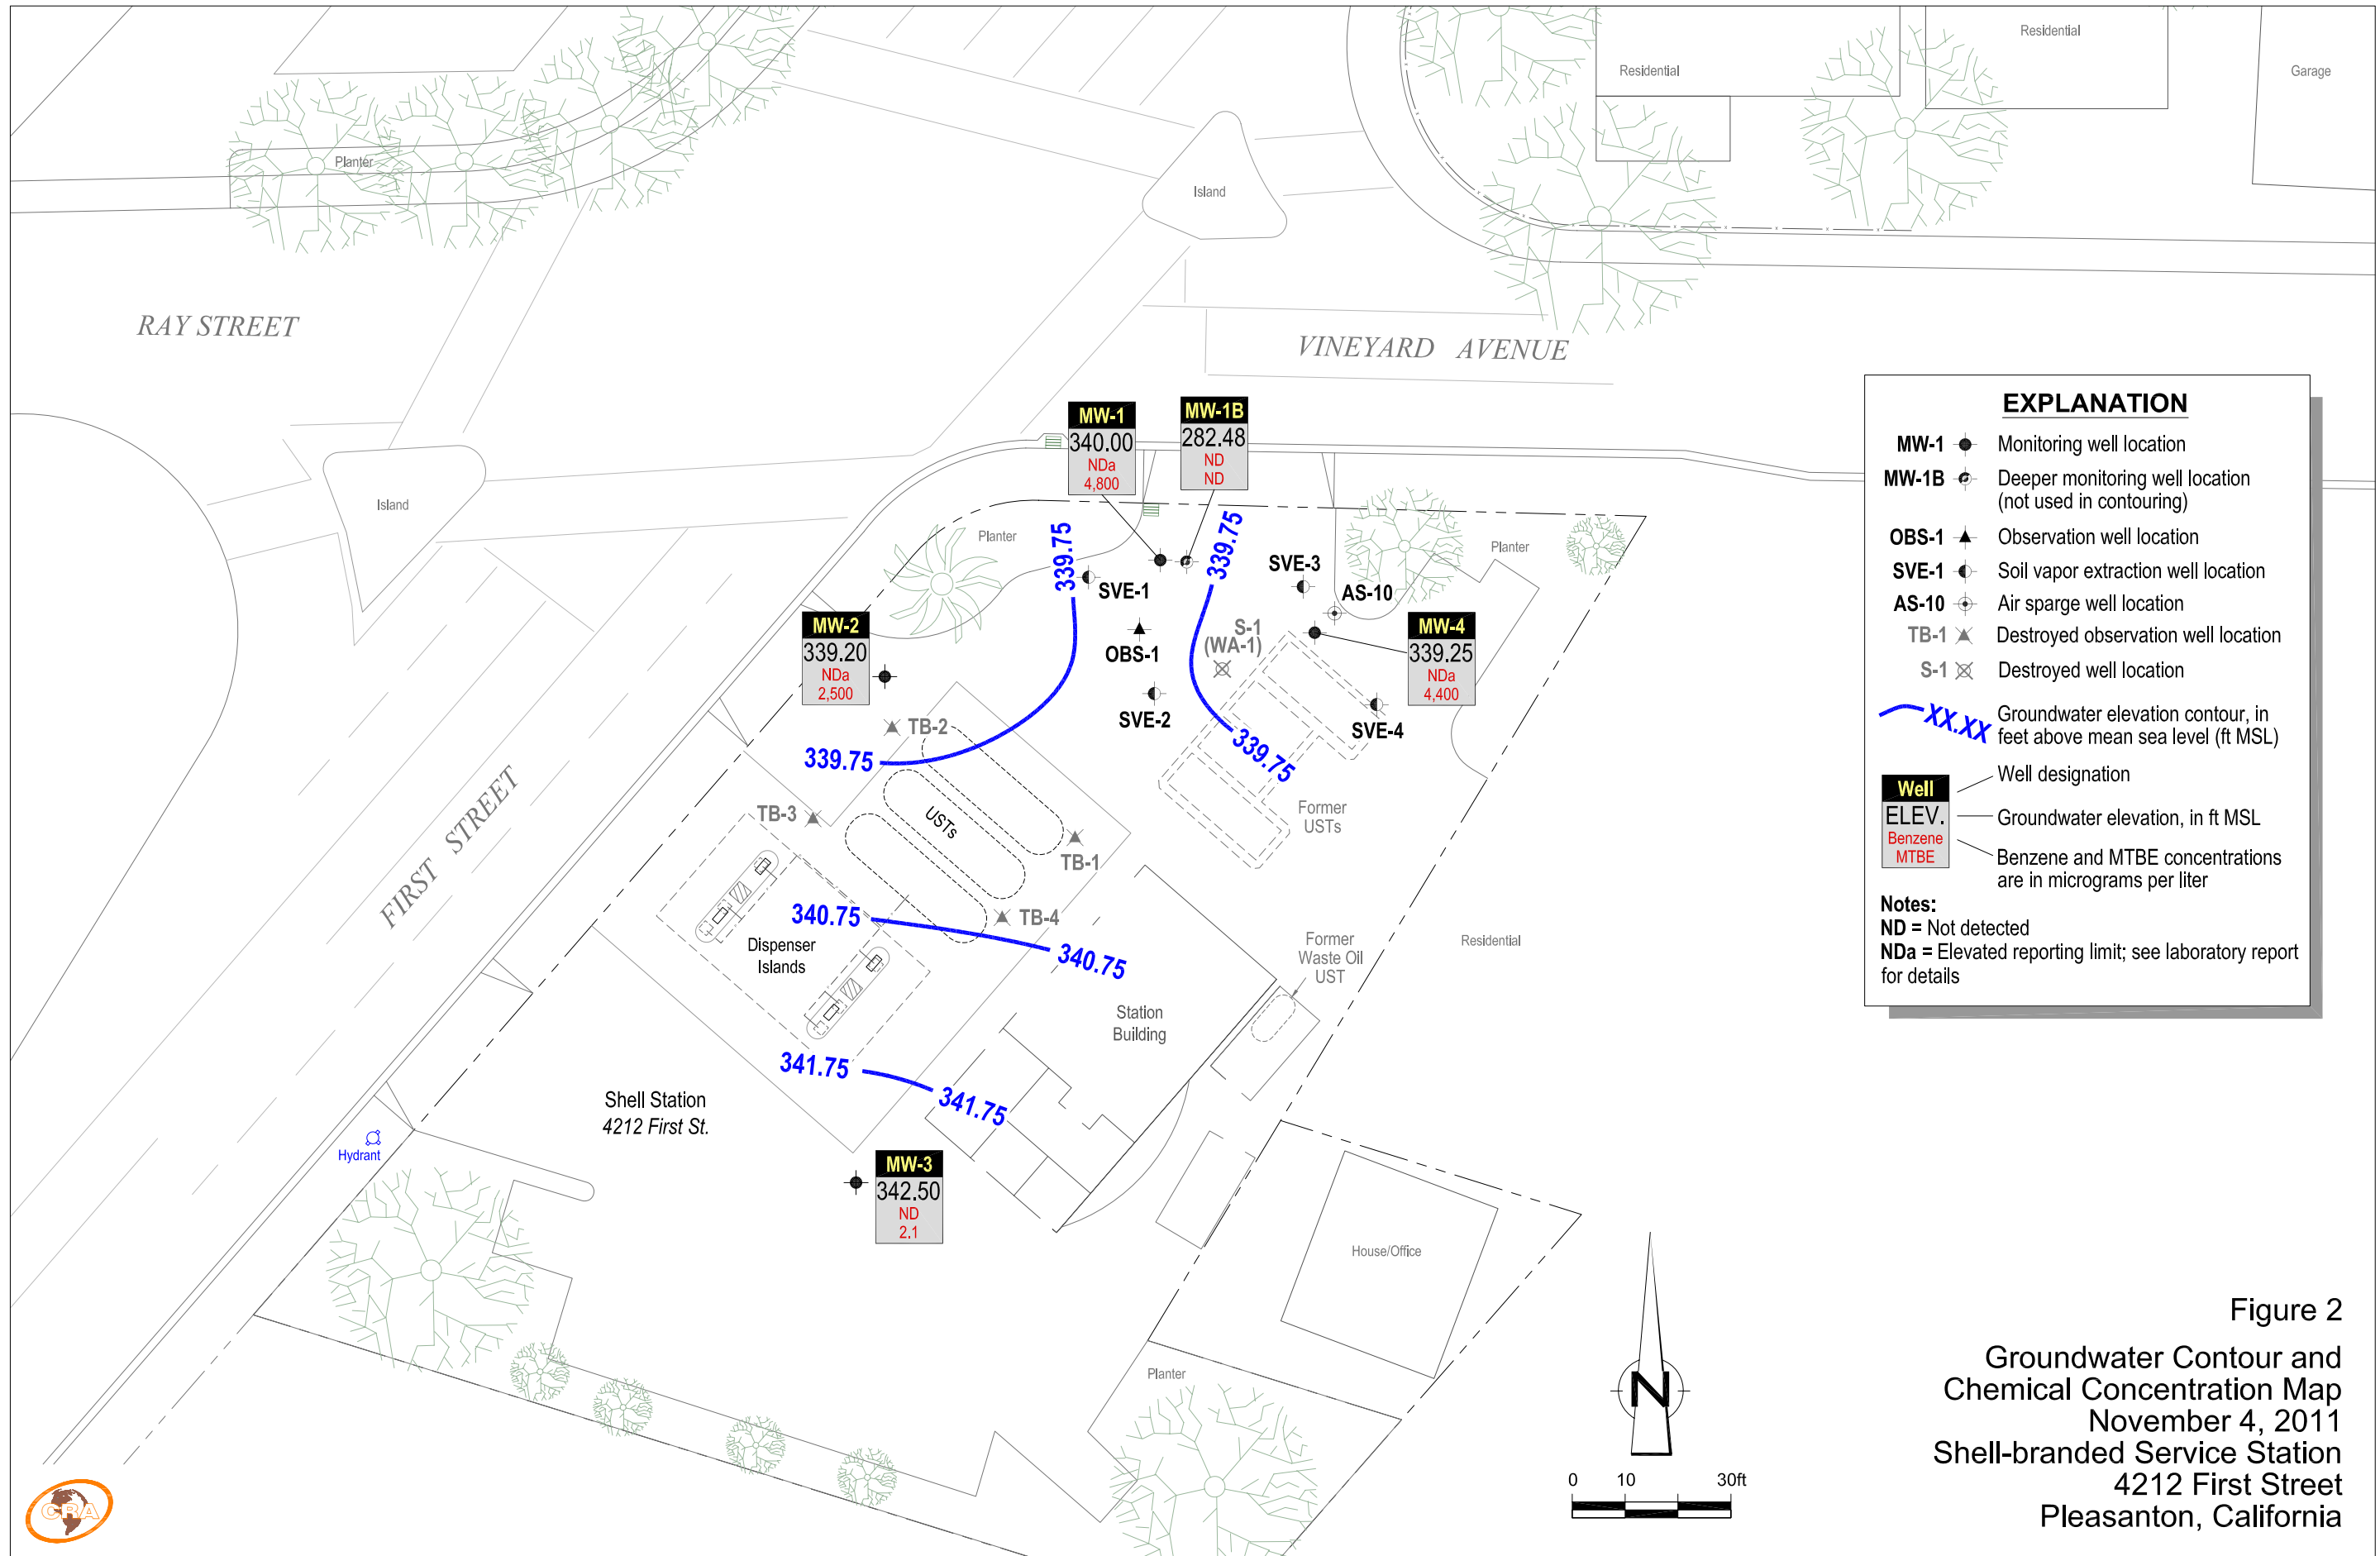 Residential
Residential
Garage
Planter
Island
RAY STREET
VINEYARD AVENUE
Island
MW-1
340.00
NDa
4,800
MW-1B
282.48
ND
ND
Planter
339.75
339.75
SVE-1
SVE-3
AS-10
Planter
MW-2
339.20
NDa
2,500
OBS-1
S-1
(WA-1)
MW-4
339.25
NDa
4,400
SVE-2
SVE-4
TB-2
339.75
339.75
TB-3
USTs
Former
USTs
TB-1
FIRST STREET
340.75
TB-4
340.75
Dispenser
Islands
Former
Waste Oil
UST
Residential
Station
Building
341.75
341.75
Shell Station
4212 First St.
Hydrant
MW-3
342.50
ND
2.1
House/Office
Planter
EXPLANATION
MW-1 Monitoring well location
MW-1B Deeper monitoring well location
(not used in contouring)
OBS-1 Observation well location
SVE-1 Soil vapor extraction well location
AS-10 Air sparge well location
TB-1 Destroyed observation well location
S-1 Destroyed well location
XX.XX Groundwater elevation contour, in
feet above mean sea level (ft MSL)
Well
ELEV.
Benzene
MTBE
Well designation
Groundwater elevation, in ft MSL
Benzene and MTBE concentrations
are in micrograms per liter
Notes:
ND = Not detected
NDa = Elevated reporting limit; see laboratory report
for details
N
0 10 30ft
CRA
Figure 2
Groundwater Contour and
Chemical Concentration Map
November 4, 2011
Shell-branded Service Station
4212 First Street
Pleasanton, California